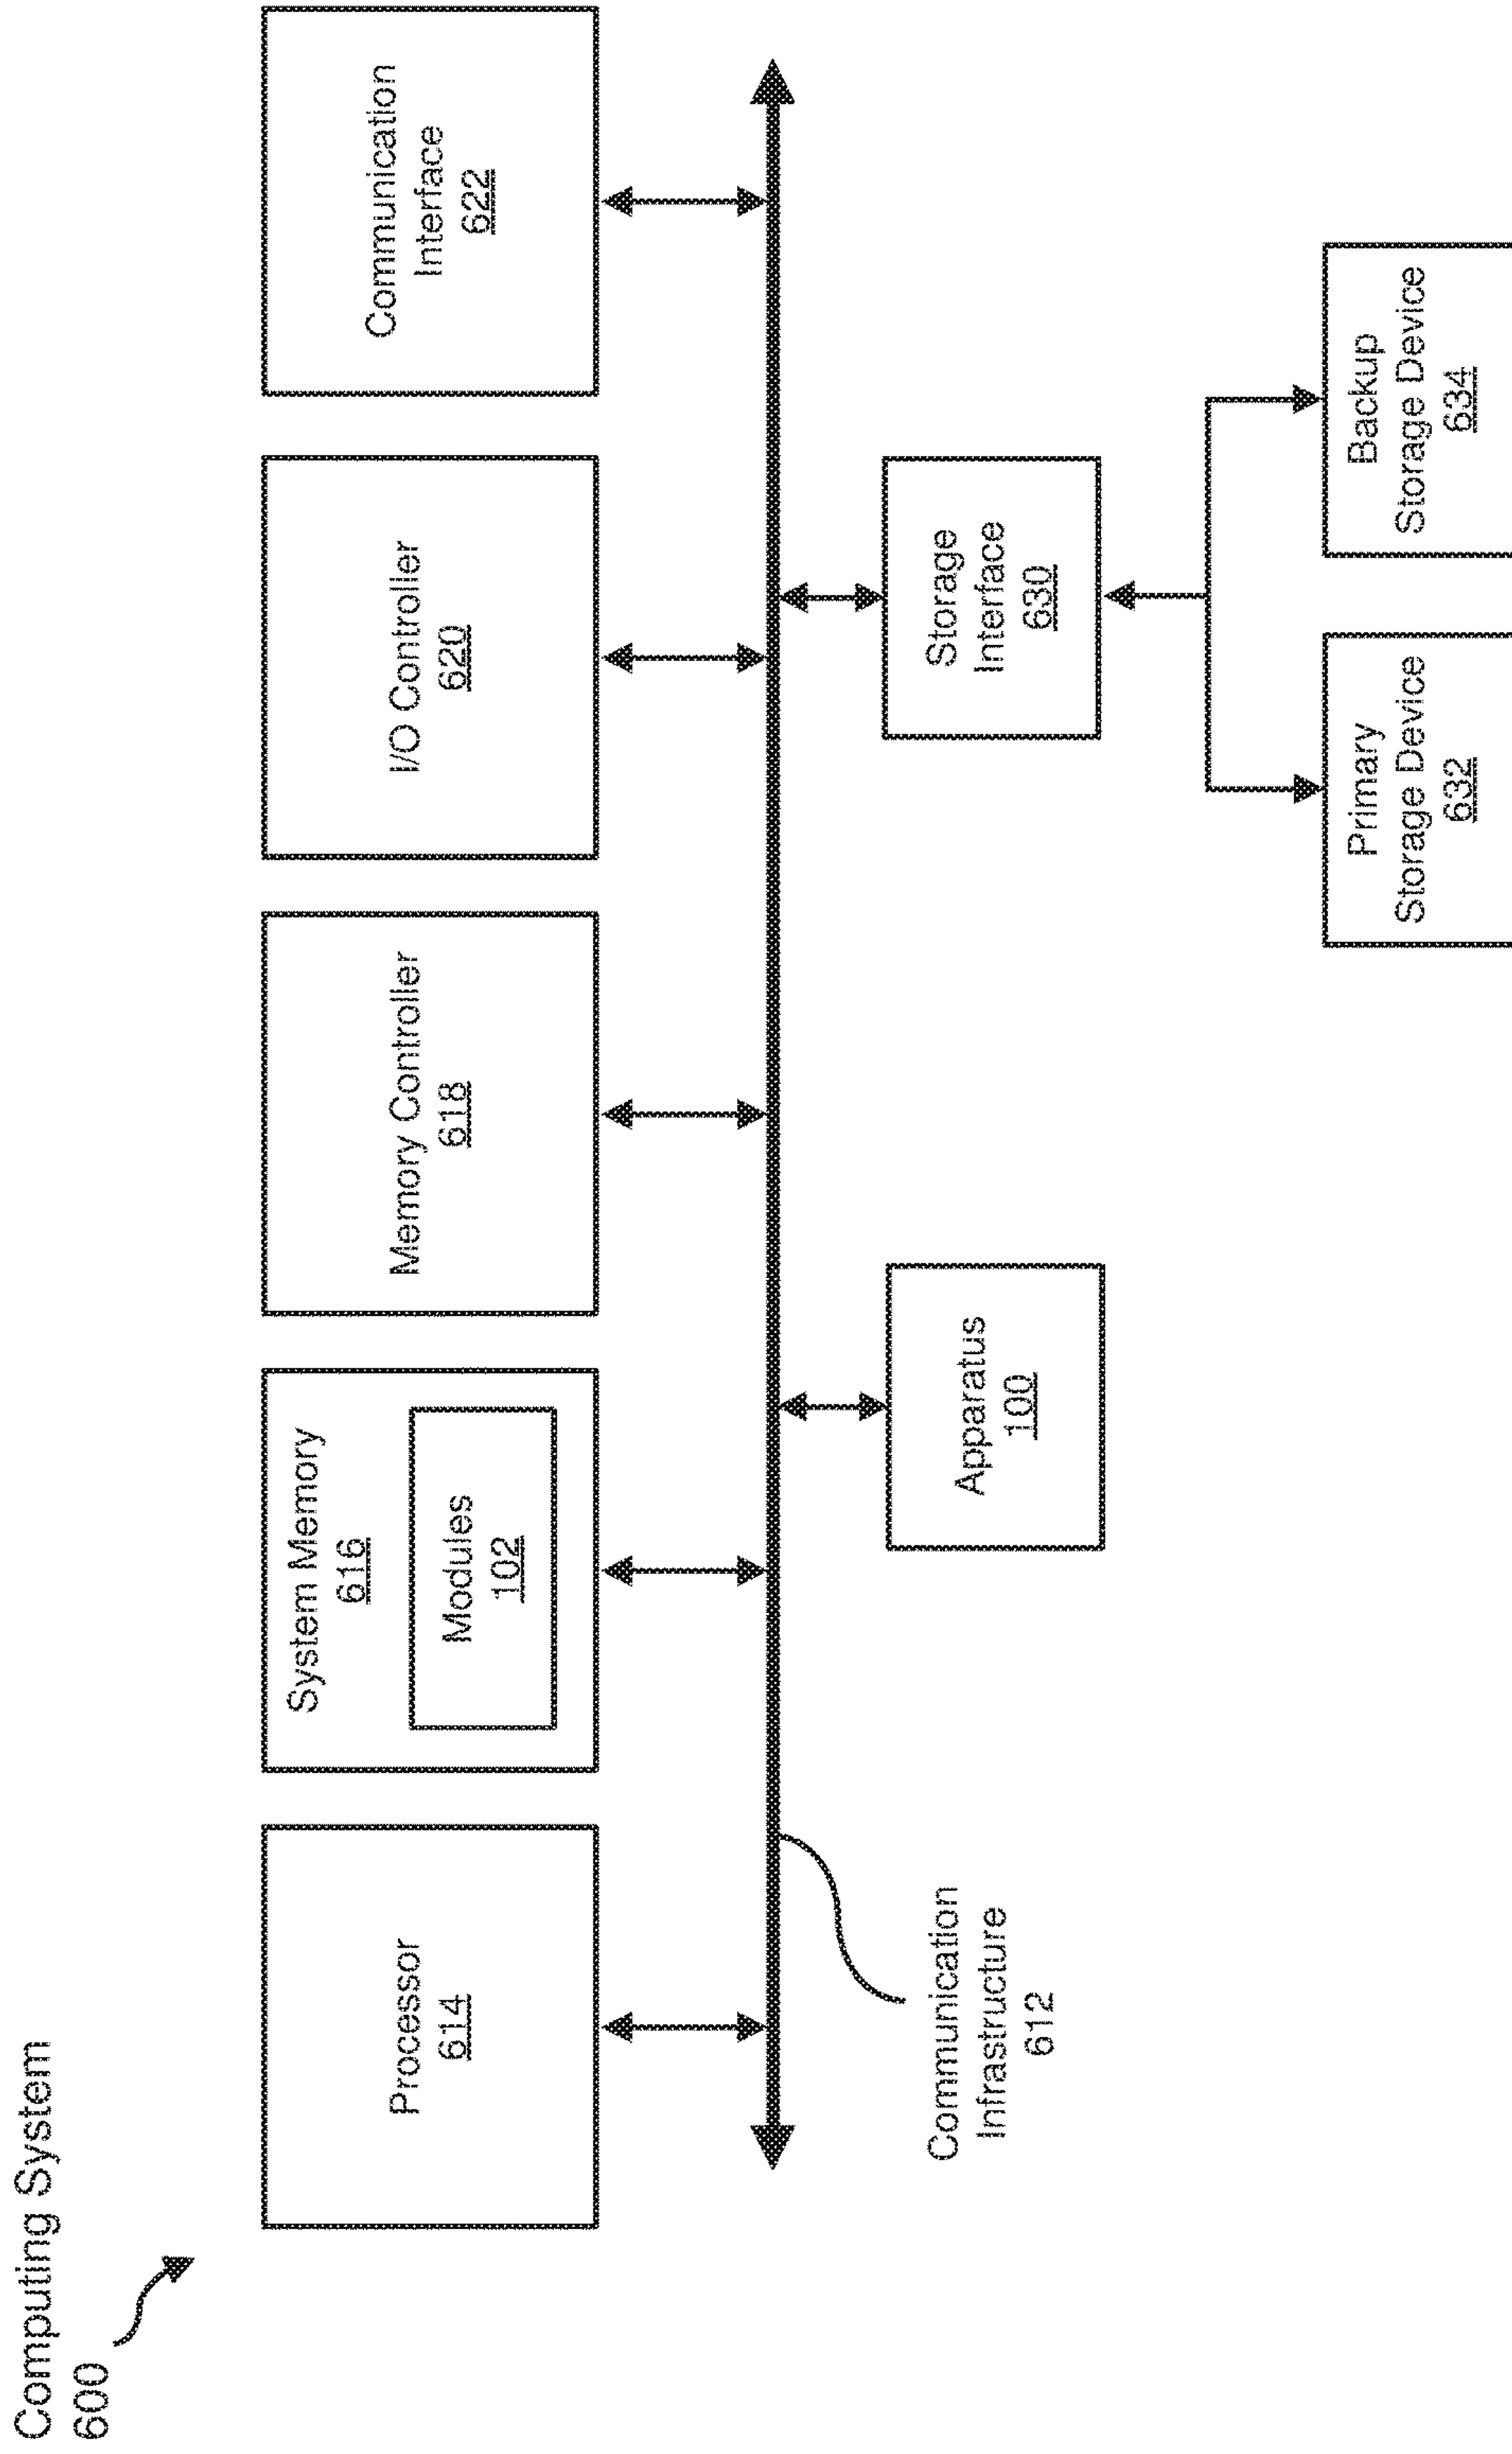 Computing System
600
Processor
614
System Memory
616
Modules
102
Memory Controller
618
I/O Controller
620
Communication
Interface
622
Communication
Infrastructure
612
Apparatus
100
Storage
Interface
630
Primary
Storage Device
632
Backup
Storage Device
634